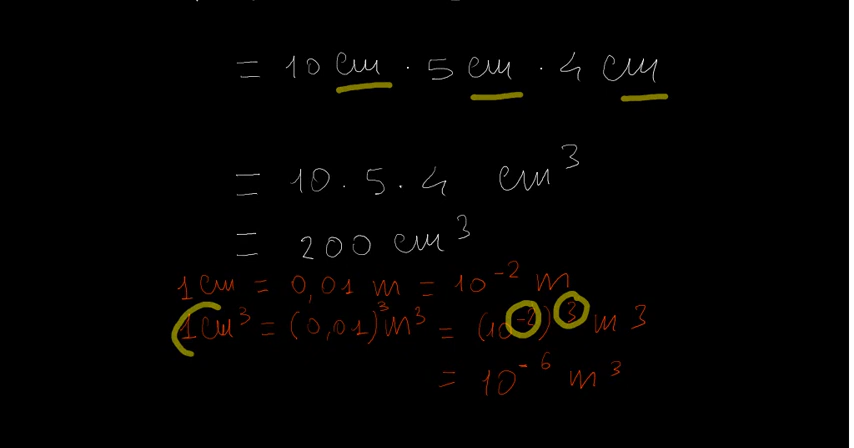 = 10 cm · 5 cm · 4 cm
= 10 · 5 · 4 cm³
= 200 cm³
1 cm = 0,01 m = 10⁻² m
1 cm³ = (0,01)³ m³ = (10⁻²)³ m 3
= 10⁻⁶ m³